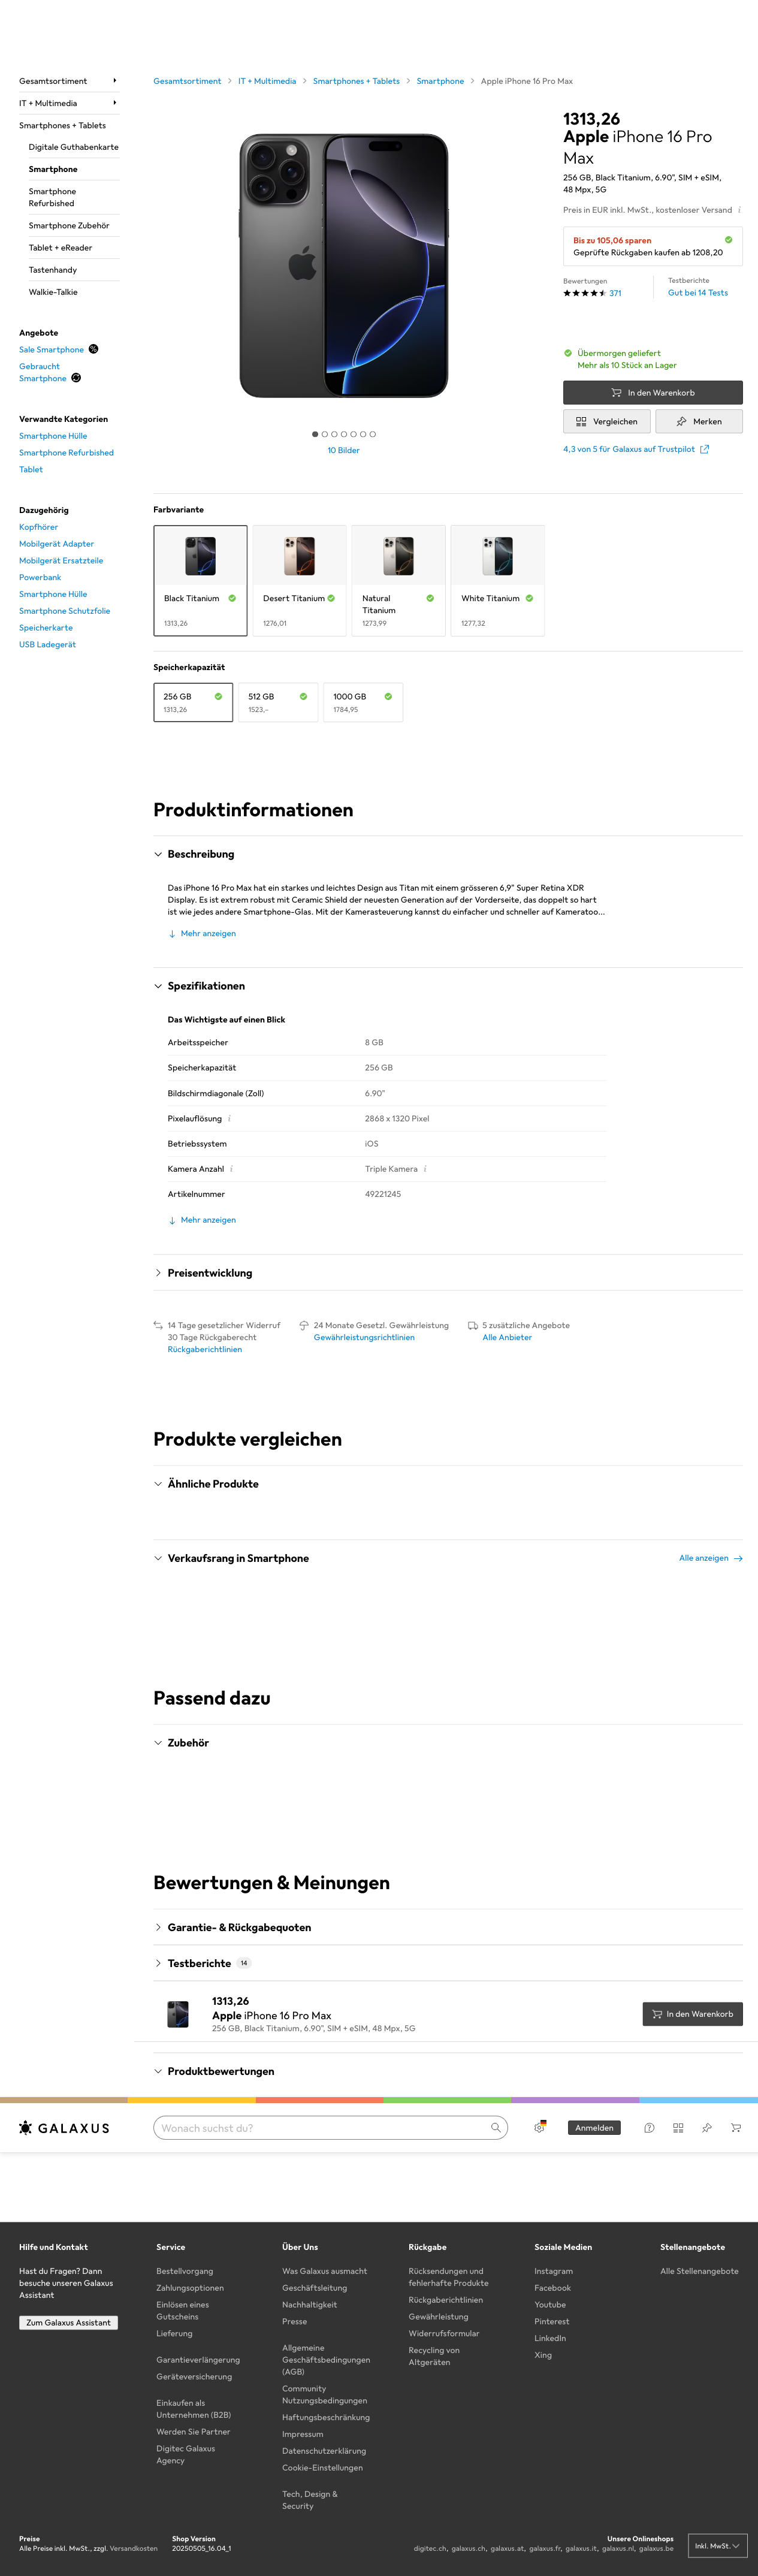 Gesamtsortiment
IT + Multimedia
Smartphones + Tablets
Digitale Guthabenkarte
Smartphone
Smartphone
Refurbished
Smartphone Zubehör
Tablet + eReader
Tastenhandy
Walkie-Talkie
Angebote
Sale Smartphone
Gebraucht
Smartphone
Verwandte Kategorien
Smartphone Hülle
Smartphone Refurbished
Tablet
Dazugehörig
Kopfhörer
Mobilgerät Adapter
Mobilgerät Ersatzteile
Powerbank
Smartphone Hülle
Smartphone Schutzfolie
Speicherkarte
USB Ladegerät
Gesamtsortiment > IT + Multimedia > Smartphones + Tablets > Smartphone > Apple iPhone 16 Pro Max
10 Bilder
1313,26
Apple iPhone 16 Pro
Max
256 GB, Black Titanium, 6.90", SIM + eSIM,
48 Mpx, 5G
Preis in EUR inkl. MwSt., kostenloser Versand i
Bis zu 105,06 sparen
Geprüfte Rückgaben kaufen ab 1208,20
Bewertungen
371
Testberichte
Gut bei 14 Tests
Übermorgen geliefert
Mehr als 10 Stück an Lager
In den Warenkorb
Vergleichen
Merken
4,3 von 5 für Galaxus auf Trustpilot
Farbvariante
Black Titanium
1313,26
Desert Titanium
1276,01
Natural
Titanium
1273,99
White Titanium
1277,32
Speicherkapazität
256 GB
1313,26
512 GB
1523,–
1000 GB
1784,95
Produktinformationen
Beschreibung
Das iPhone 16 Pro Max hat ein starkes und leichtes Design aus Titan mit einem grösseren 6,9" Super Retina XDR
Display. Es ist extrem robust mit Ceramic Shield der neuesten Generation auf der Vorderseite, das doppelt so hart
ist wie jedes andere Smartphone-Glas. Mit der Kamerasteuerung kannst du einfacher und schneller auf Kameratoo...
Mehr anzeigen
Spezifikationen
Das Wichtigste auf einen Blick
Arbeitsspeicher 8 GB
Speicherkapazität 256 GB
Bildschirmdiagonale (Zoll) 6.90"
Pixelauflösung i 2868 x 1320 Pixel
Betriebssystem iOS
Kamera Anzahl i Triple Kamera i
Artikelnummer 49221245
Mehr anzeigen
Preisentwicklung
14 Tage gesetzlicher Widerruf
30 Tage Rückgaberecht
Rückgaberichtlinien
24 Monate Gesetzl. Gewährleistung
Gewährleistungsrichtlinien
5 zusätzliche Angebote
Alle Anbieter
Produkte vergleichen
Ähnliche Produkte
Verkaufsrang in Smartphone
Alle anzeigen
Passend dazu
Zubehör
Bewertungen & Meinungen
Garantie- & Rückgabequoten
Testberichte 14
1313,26
Apple iPhone 16 Pro Max
256 GB, Black Titanium, 6.90", SIM + eSIM, 48 Mpx, 5G
In den Warenkorb
Produktbewertungen
GALAXUS
Wonach suchst du?
Anmelden
Hilfe und Kontakt
Hast du Fragen? Dann
besuche unseren Galaxus
Assistant
Zum Galaxus Assistant
Service
Bestellvorgang
Zahlungsoptionen
Einlösen eines
Gutscheins
Lieferung
Garantieverlängerung
Geräteversicherung
Einkaufen als
Unternehmen (B2B)
Werden Sie Partner
Digitec Galaxus
Agency
Über Uns
Was Galaxus ausmacht
Geschäftsleitung
Nachhaltigkeit
Presse
Allgemeine
Geschäftsbedingungen
(AGB)
Community
Nutzungsbedingungen
Haftungsbeschränkung
Impressum
Datenschutzerklärung
Cookie-Einstellungen
Tech, Design &
Security
Rückgabe
Rücksendungen und
fehlerhafte Produkte
Rückgaberichtlinien
Gewährleistung
Widerrufsformular
Recycling von
Altgeräten
Soziale Medien
Instagram
Facebook
Youtube
Pinterest
LinkedIn
Xing
Stellenangebote
Alle Stellenangebote
Preise
Alle Preise inkl. MwSt., zzgl. Versandkosten
Shop Version
20250505_16.04_1
Unsere Onlineshops
digitec.ch, galaxus.ch, galaxus.at, galaxus.fr, galaxus.it, galaxus.nl, galaxus.be
Inkl. MwSt.